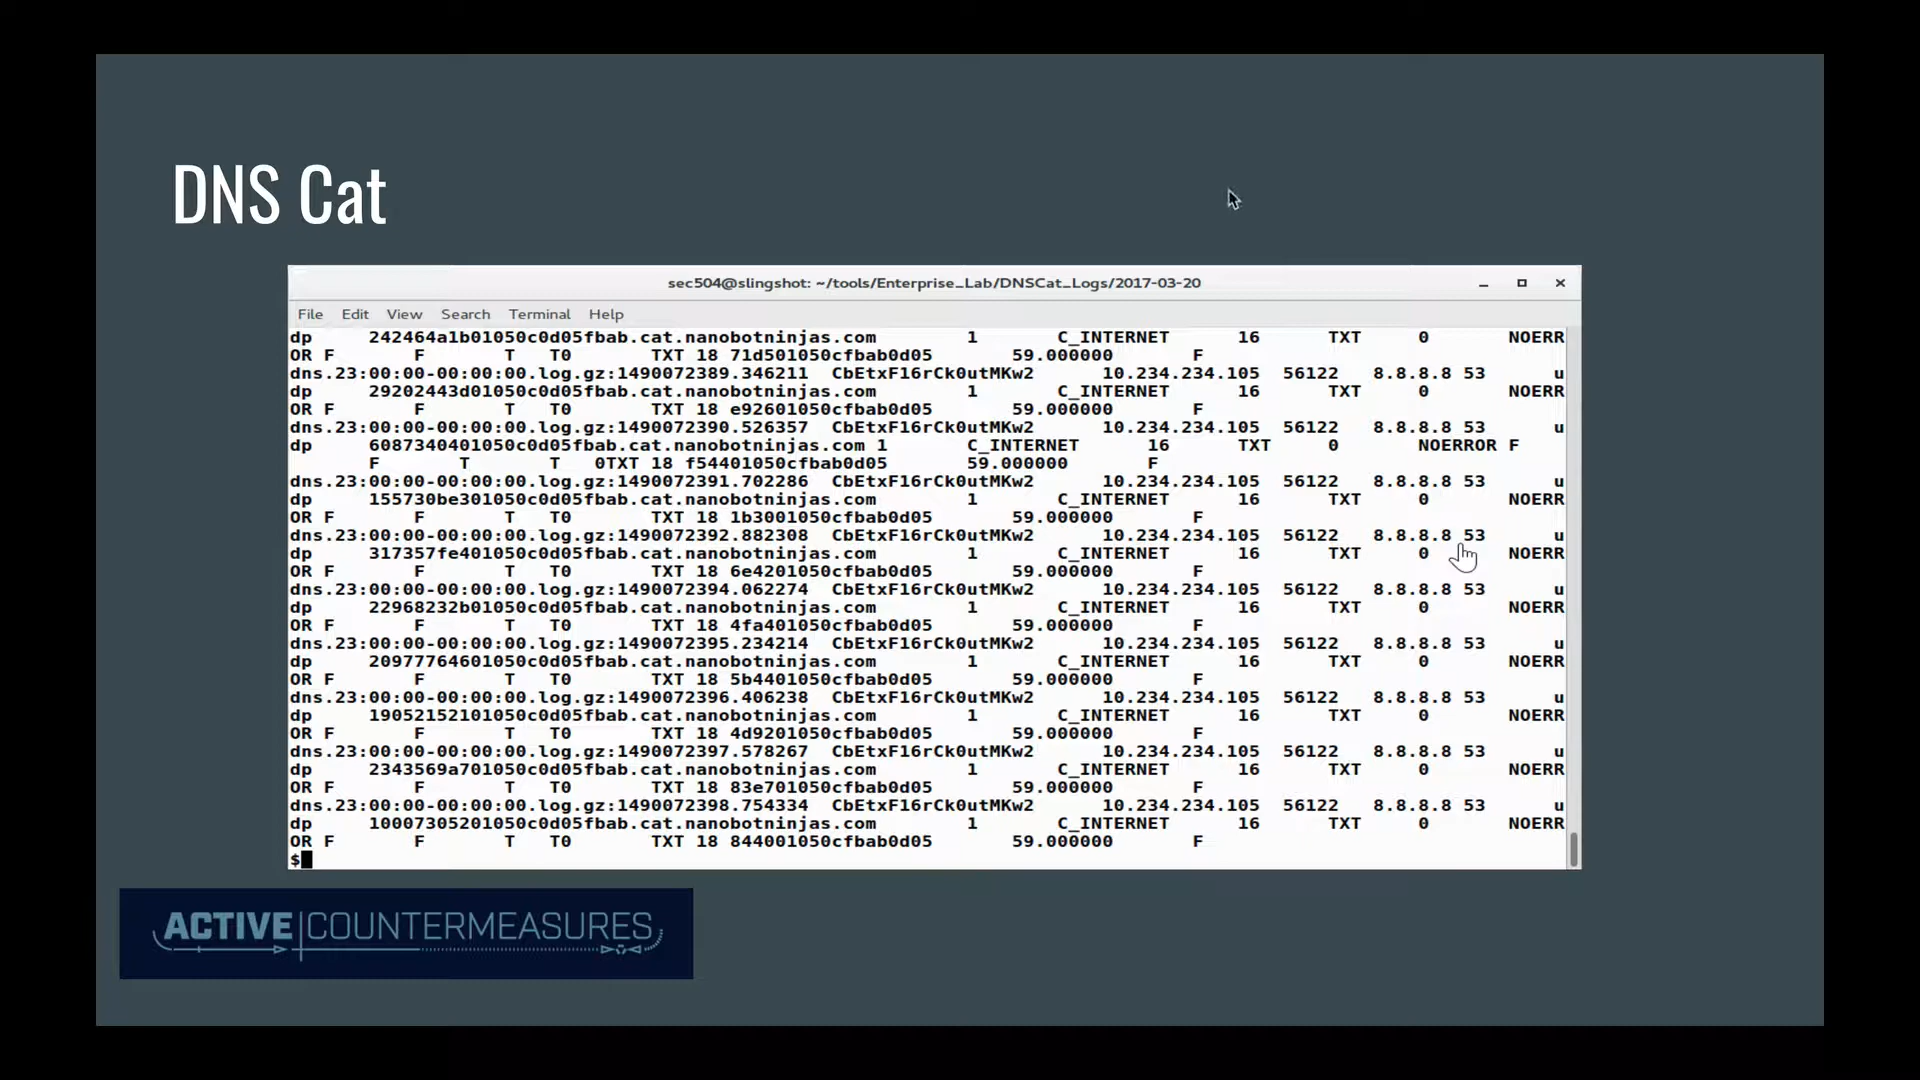 DNS Cat
sec504@slingshot: ~/tools/Enterprise_Lab/DNSCat_Logs/2017-03-20
File Edit View Search Terminal Help
dp 242464a1b01050c0d05fbab.cat.nanobotninjas.com 1 C_INTERNET 16 TXT 0 NOERR
OR F F T T0 TXT 18 71d501050cfbab0d05 59.000000 F
dns.23:00:00-00:00:00.log.gz:1490072389.346211 CbEtxF16rCk0utMKw2 10.234.234.105 56122 8.8.8.8 53 u
dp 29202443d01050c0d05fbab.cat.nanobotninjas.com 1 C_INTERNET 16 TXT 0 NOERR
OR F F T T0 TXT 18 e92601050cfbab0d05 59.000000 F
dns.23:00:00-00:00:00.log.gz:1490072390.526357 CbEtxF16rCk0utMKw2 10.234.234.105 56122 8.8.8.8 53 u
dp 6087340401050c0d05fbab.cat.nanobotninjas.com 1 C_INTERNET 16 TXT 0 NOERROR F
F T T 0TXT 18 f54401050cfbab0d05 59.000000 F
dns.23:00:00-00:00:00.log.gz:1490072391.702286 CbEtxF16rCk0utMKw2 10.234.234.105 56122 8.8.8.8 53 u
dp 155730be301050c0d05fbab.cat.nanobotninjas.com 1 C_INTERNET 16 TXT 0 NOERR
OR F F T T0 TXT 18 1b3001050cfbab0d05 59.000000 F
dns.23:00:00-00:00:00.log.gz:1490072392.882308 CbEtxF16rCk0utMKw2 10.234.234.105 56122 8.8.8.8 53 u
dp 317357fe401050c0d05fbab.cat.nanobotninjas.com 1 C_INTERNET 16 TXT 0 NOERR
OR F F T T0 TXT 18 6e4201050cfbab0d05 59.000000 F
dns.23:00:00-00:00:00.log.gz:1490072394.062274 CbEtxF16rCk0utMKw2 10.234.234.105 56122 8.8.8.8 53 u
dp 22968232b01050c0d05fbab.cat.nanobotninjas.com 1 C_INTERNET 16 TXT 0 NOERR
OR F F T T0 TXT 18 4fa401050cfbab0d05 59.000000 F
dns.23:00:00-00:00:00.log.gz:1490072395.234214 CbEtxF16rCk0utMKw2 10.234.234.105 56122 8.8.8.8 53 u
dp 20977764601050c0d05fbab.cat.nanobotninjas.com 1 C_INTERNET 16 TXT 0 NOERR
OR F F T T0 TXT 18 5b4401050cfbab0d05 59.000000 F
dns.23:00:00-00:00:00.log.gz:1490072396.406238 CbEtxF16rCk0utMKw2 10.234.234.105 56122 8.8.8.8 53 u
dp 19052152101050c0d05fbab.cat.nanobotninjas.com 1 C_INTERNET 16 TXT 0 NOERR
OR F F T T0 TXT 18 4d9201050cfbab0d05 59.000000 F
dns.23:00:00-00:00:00.log.gz:1490072397.578267 CbEtxF16rCk0utMKw2 10.234.234.105 56122 8.8.8.8 53 u
dp 2343569a701050c0d05fbab.cat.nanobotninjas.com 1 C_INTERNET 16 TXT 0 NOERR
OR F F T T0 TXT 18 83e701050cfbab0d05 59.000000 F
dns.23:00:00-00:00:00.log.gz:1490072398.754334 CbEtxF16rCk0utMKw2 10.234.234.105 56122 8.8.8.8 53 u
dp 10007305201050c0d05fbab.cat.nanobotninjas.com 1 C_INTERNET 16 TXT 0 NOERR
OR F F T T0 TXT 18 844001050cfbab0d05 59.000000 F
$
ACTIVE COUNTERMEASURES